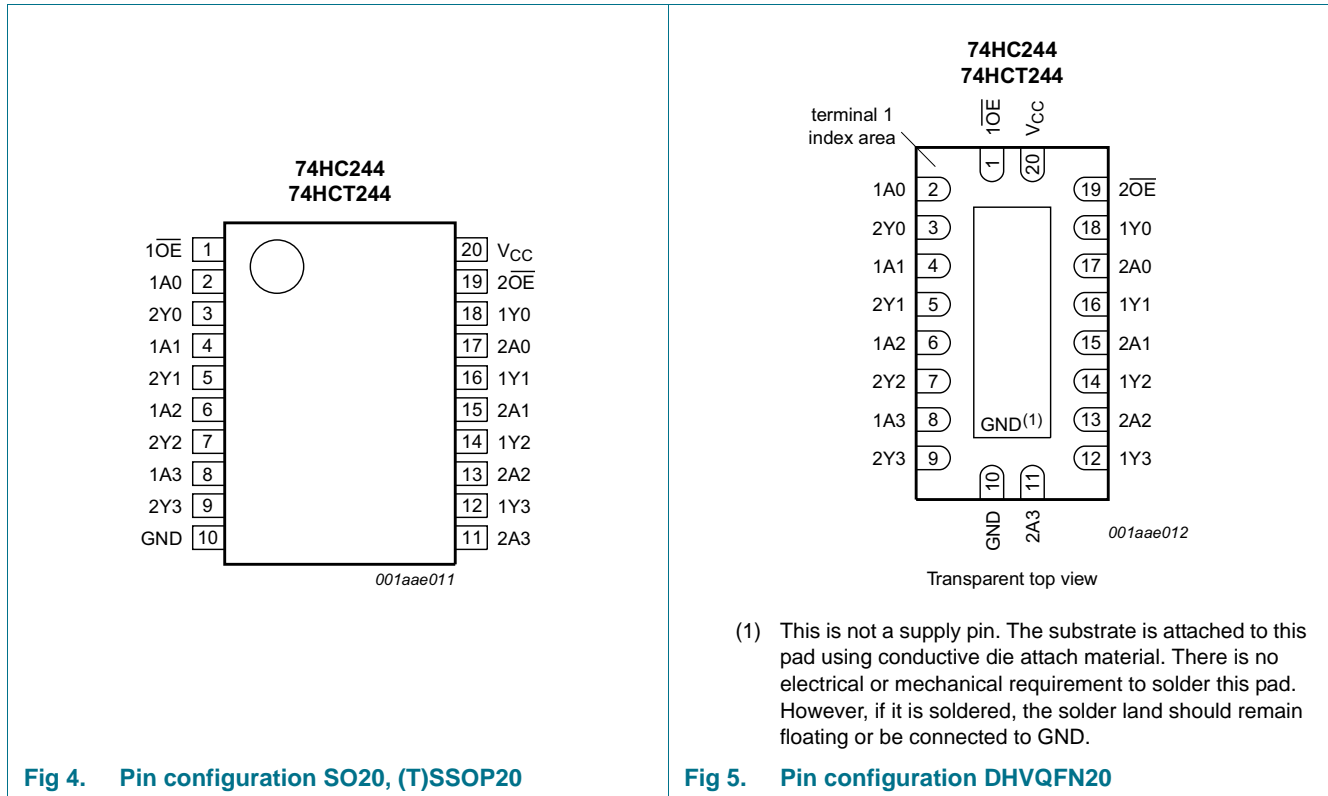 74HC244
74HCT244
1O̅E̅ 1
1A0 2
2Y0 3
1A1 4
2Y1 5
1A2 6
2Y2 7
1A3 8
2Y3 9
GND 10
20 VCC
19 2O̅E̅
18 1Y0
17 2A0
16 1Y1
15 2A1
14 1Y2
13 2A2
12 1Y3
11 2A3
001aae011
Fig 4. Pin configuration SO20, (T)SSOP20
74HC244
74HCT244
terminal 1
index area
1O̅E̅
VCC
1
20
1A0 2
2Y0 3
1A1 4
2Y1 5
1A2 6
2Y2 7
1A3 8
2Y3 9
GND(1)
19 2O̅E̅
18 1Y0
17 2A0
16 1Y1
15 2A1
14 1Y2
13 2A2
12 1Y3
10
11
GND
2A3
001aae012
Transparent top view
(1) This is not a supply pin. The substrate is attached to this
pad using conductive die attach material. There is no
electrical or mechanical requirement to solder this pad.
However, if it is soldered, the solder land should remain
floating or be connected to GND.
Fig 5. Pin configuration DHVQFN20